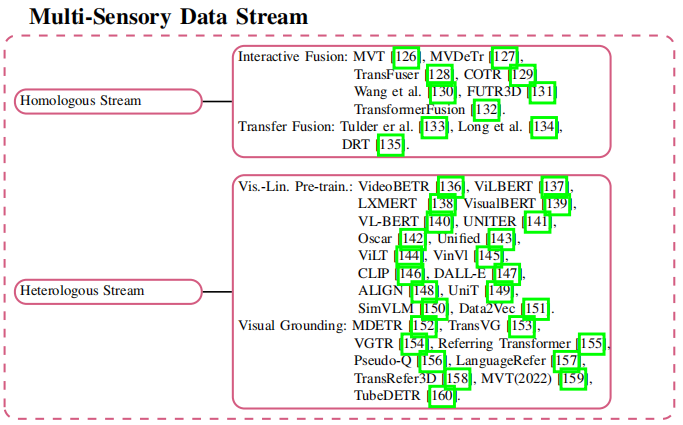 Multi-Sensory Data Stream
Homologous Stream
Interactive Fusion: MVT [126], MVDeTr [127],
TransFuser [128], COTR [129]
Wang et al. [130], FUTR3D [131]
TransformerFusion [132].
Transfer Fusion: Tulder er al. [133], Long et al. [134],
DRT [135].
Heterologous Stream
Vis.-Lin. Pre-train.: VideoBETR [136], ViLBERT [137],
LXMERT [138] VisualBERT [139],
VL-BERT [140], UNITER [141],
Oscar [142], Unified [143],
ViLT [144], VinVl [145],
CLIP [146], DALL-E [147],
ALIGN [148], UniT [149],
SimVLM [150], Data2Vec [151].
Visual Grounding: MDETR [152], TransVG [153],
VGTR [154], Referring Transformer [155],
Pseudo-Q [156], LanguageRefer [157],
TransRefer3D [158], MVT(2022) [159],
TubeDETR [160].